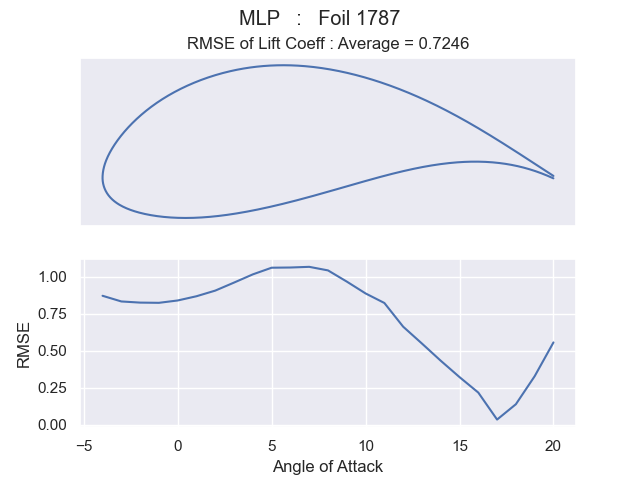 MLP : Foil 1787
RMSE of Lift Coeff : Average = 0.7246
1.00
0.75
0.50
0.25
0.00
RMSE
−5 0 5 10 15 20
Angle of Attack